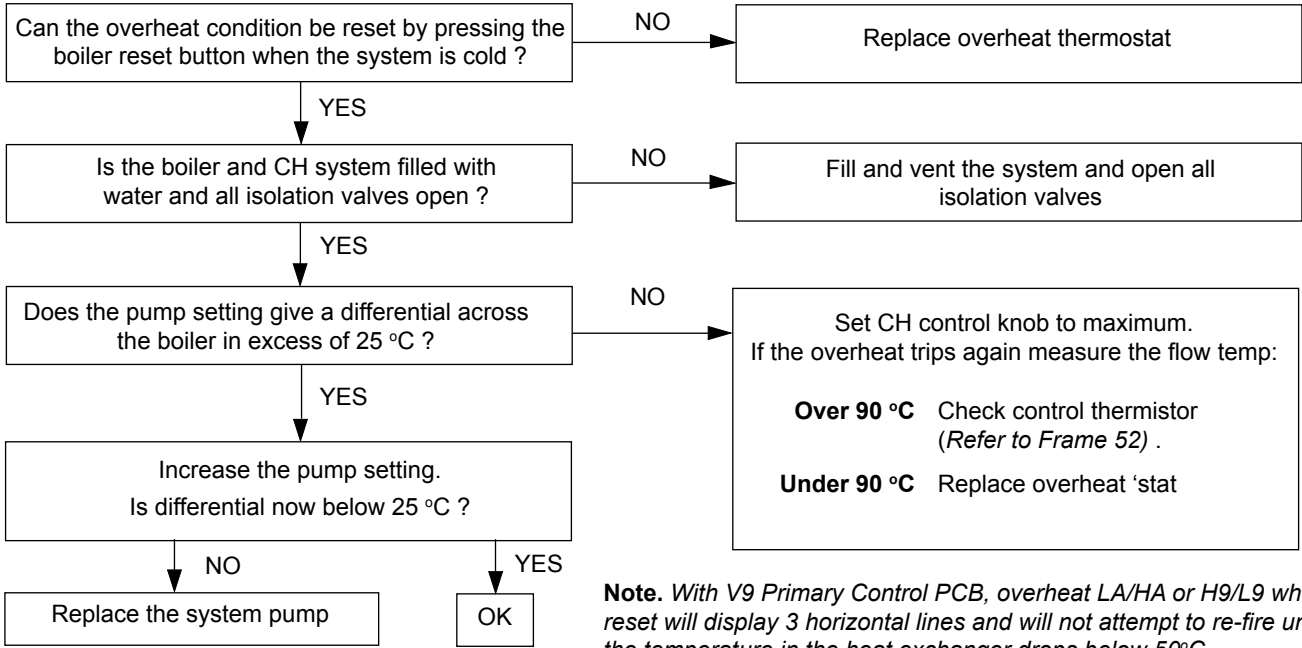 Can the overheat condition be reset by pressing the
boiler reset button when the system is cold ?
NO
Replace overheat thermostat
YES
Is the boiler and CH system filled with
water and all isolation valves open ?
NO
Fill and vent the system and open all
isolation valves
YES
Does the pump setting give a differential across
the boiler in excess of 25 °C ?
NO
Set CH control knob to maximum.
If the overheat trips again measure the flow temp:
Over 90 °C Check control thermistor
(Refer to Frame 52) .
Under 90 °C Replace overheat ‘stat
YES
Increase the pump setting.
Is differential now below 25 °C ?
NO
YES
Replace the system pump
OK
Note. With V9 Primary Control PCB, overheat LA/HA or H9/L9
reset will display 3 horizontal lines and will not attempt to re-fire
the temperature in the heat exchanger drops below 50°C